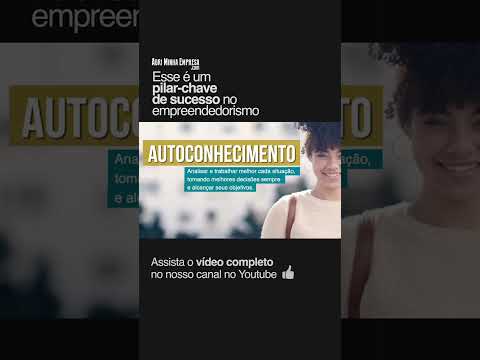 ABRI MINHA EMPRESA
.com
Esse é um
pilar-chave
de sucesso no
empreendedorismo
AUTOCONHECIMENTO
Analisar e trabalhar melhor cada situação,
tomando melhores decisões sempre
e alcançar seus objetivos.
Assista o vídeo completo
no nosso canal no Youtube